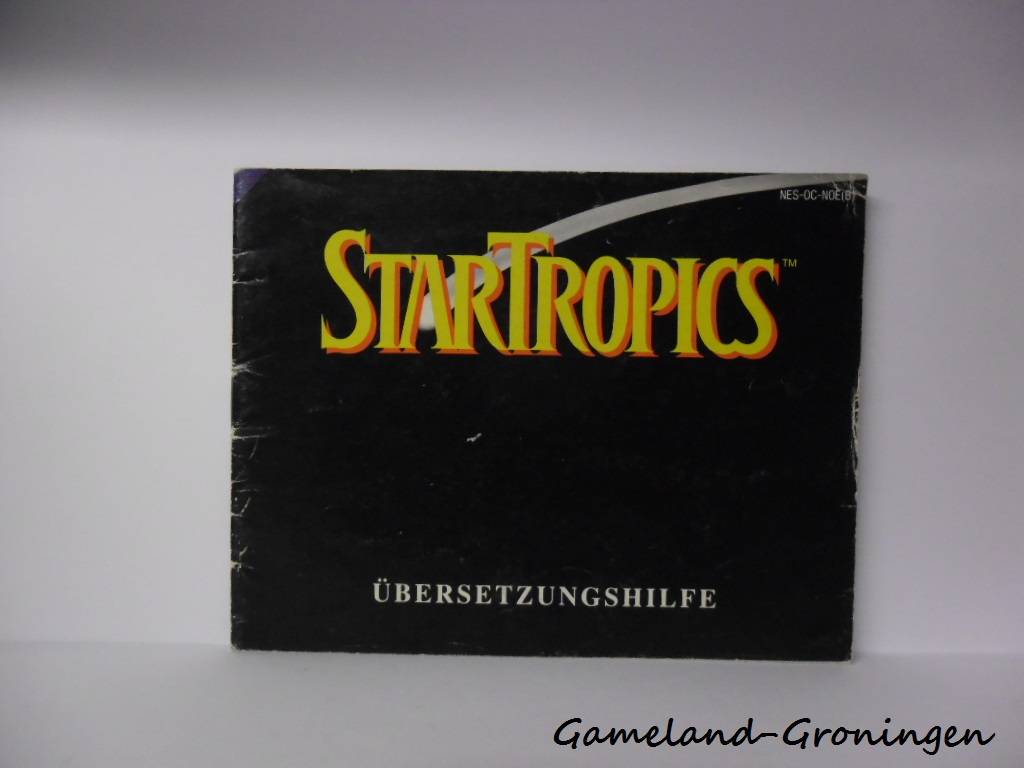 NES-OC-NOE(B)
STARTROPICS™
ÜBERSETZUNGSHILFE
Gameland-Groningen